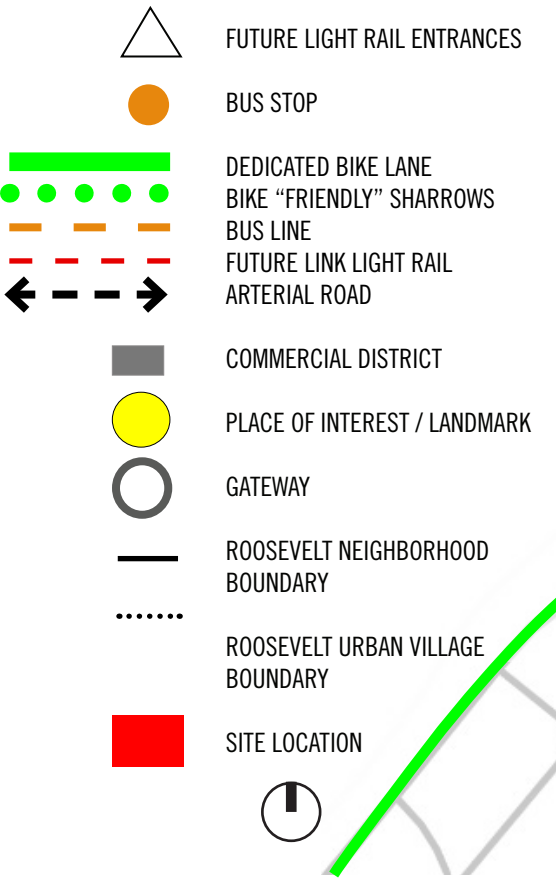 FUTURE LIGHT RAIL ENTRANCES
BUS STOP
DEDICATED BIKE LANE
BIKE “FRIENDLY” SHARROWS
BUS LINE
FUTURE LINK LIGHT RAIL
ARTERIAL ROAD
COMMERCIAL DISTRICT
PLACE OF INTEREST / LANDMARK
GATEWAY
ROOSEVELT NEIGHBORHOOD
BOUNDARY
ROOSEVELT URBAN VILLAGE
BOUNDARY
SITE LOCATION